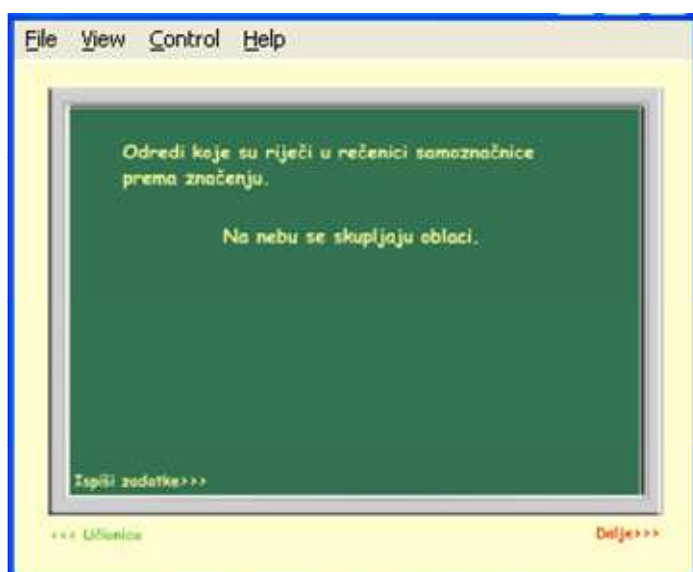 File View Control Help
Odredi koje su riječi u rečenici samoznačnice
prema značenju.
Na nebu se skupljaju oblaci.
Ispiši zadatke>>>
<<< Učionica
Dalje>>>